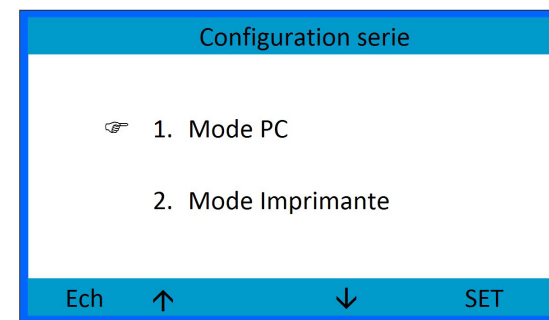 Configuration serie
☞ 1. Mode PC
2. Mode Imprimante
Ech ↑ ↓ SET